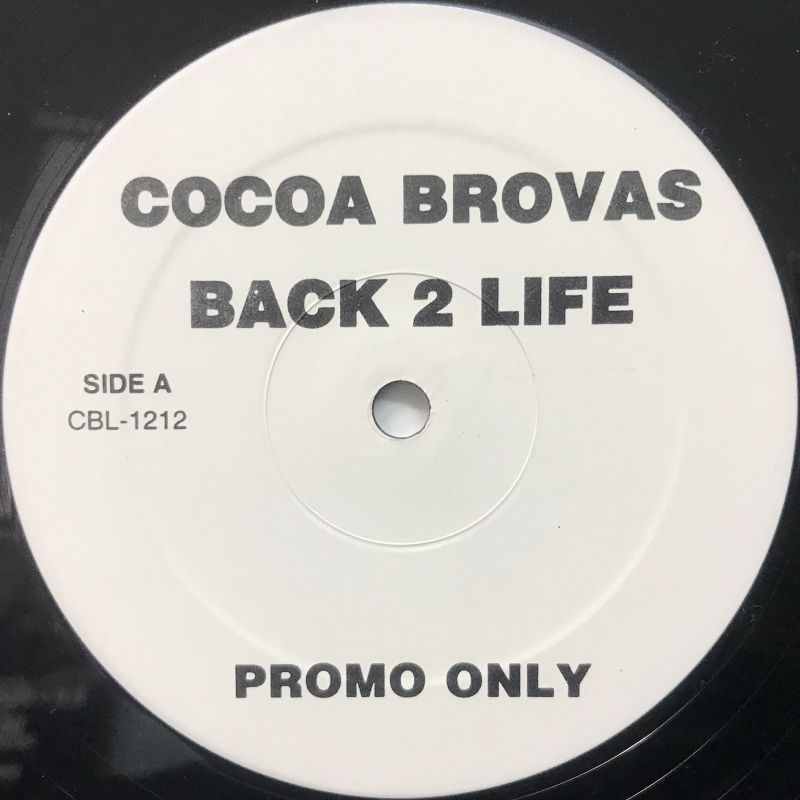 COCOA BROVAS
BACK 2 LIFE
SIDE A
CBL-1212
PROMO ONLY